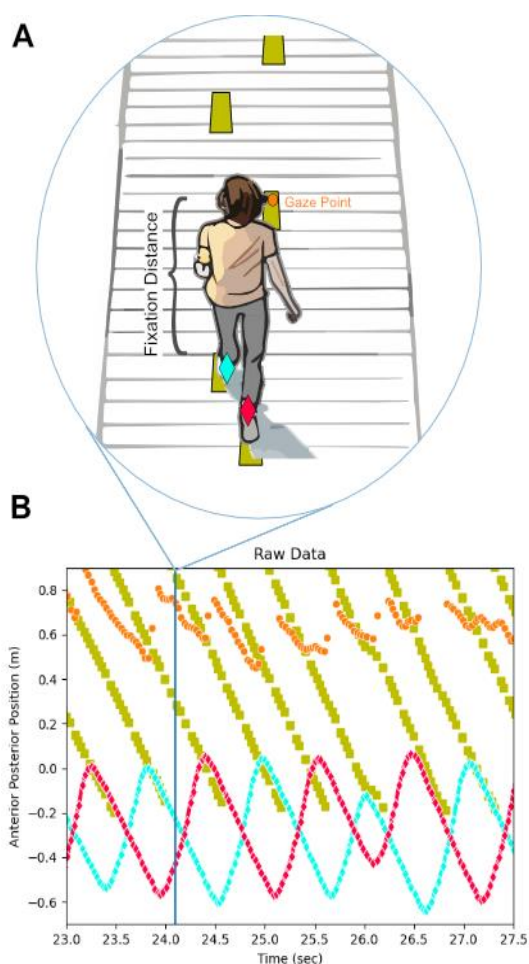 A
Gaze Point
Fixation Distance
B
Raw Data
Anterior Posterior Position (m)
0.8
0.6
0.4
0.2
0.0
−0.2
−0.4
−0.6
23.0 23.5 24.0 24.5 25.0 25.5 26.0 26.5 27.0 27.5
Time (sec)